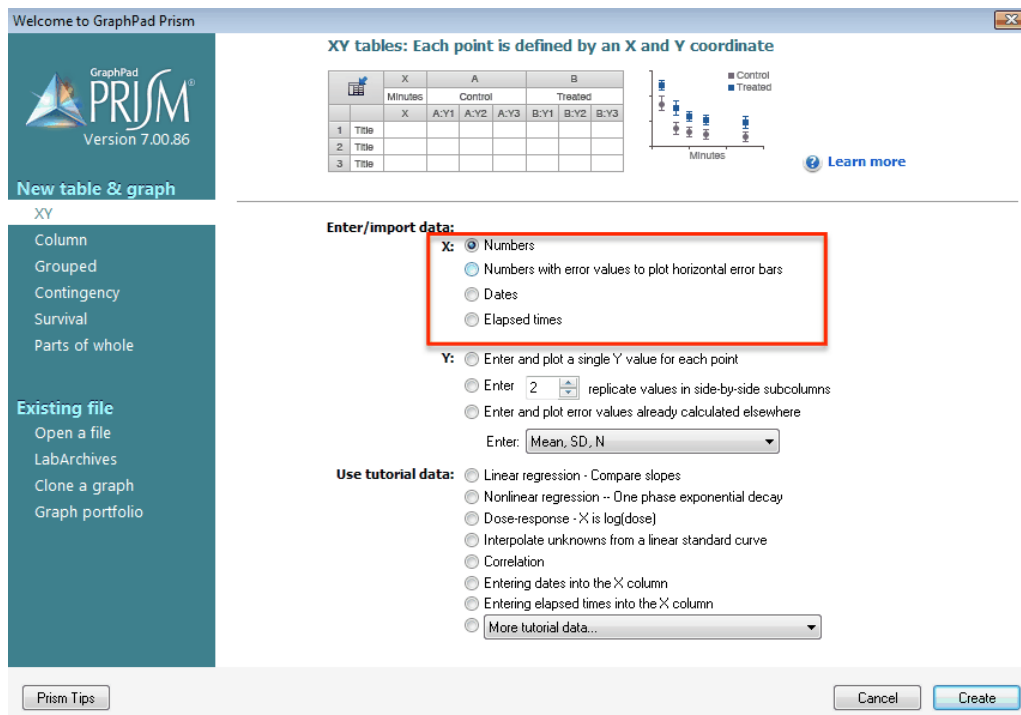 Welcome to GraphPad Prism
GraphPad
PRISM®
Version 7.00.86
New table & graph
XY
Column
Grouped
Contingency
Survival
Parts of whole
Existing file
Open a file
LabArchives
Clone a graph
Graph portfolio
XY tables: Each point is defined by an X and Y coordinate
X A B
Minutes Control Treated
X A:Y1 A:Y2 A:Y3 B:Y1 B:Y2 B:Y3
1 Title
2 Title
3 Title
Control
Treated
Minutes
? Learn more
Enter/import data:
X: Numbers
Numbers with error values to plot horizontal error bars
Dates
Elapsed times
Y: Enter and plot a single Y value for each point
Enter 2 replicate values in side-by-side subcolumns
Enter and plot error values already calculated elsewhere
Enter: Mean, SD, N
Use tutorial data: Linear regression - Compare slopes
Nonlinear regression -- One phase exponential decay
Dose-response - X is log(dose)
Interpolate unknowns from a linear standard curve
Correlation
Entering dates into the X column
Entering elapsed times into the X column
More tutorial data...
Prism Tips Cancel Create